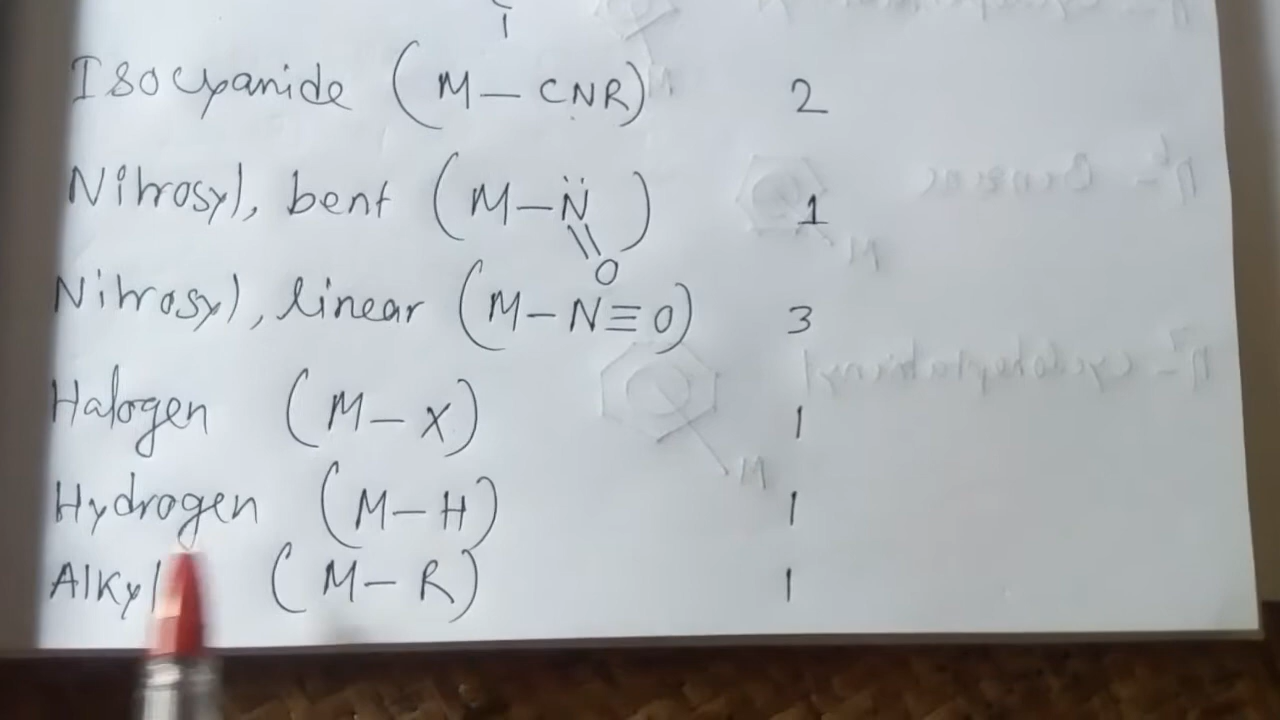 Isocyanide (M — CNR) 2
Nitrosyl, bent (M — N̈ = O) 1
Nitrosyl, linear (M — N ≡ O) 3
Halogen (M — X) 1
Hydrogen (M — H) 1
Alkyl (M — R) 1